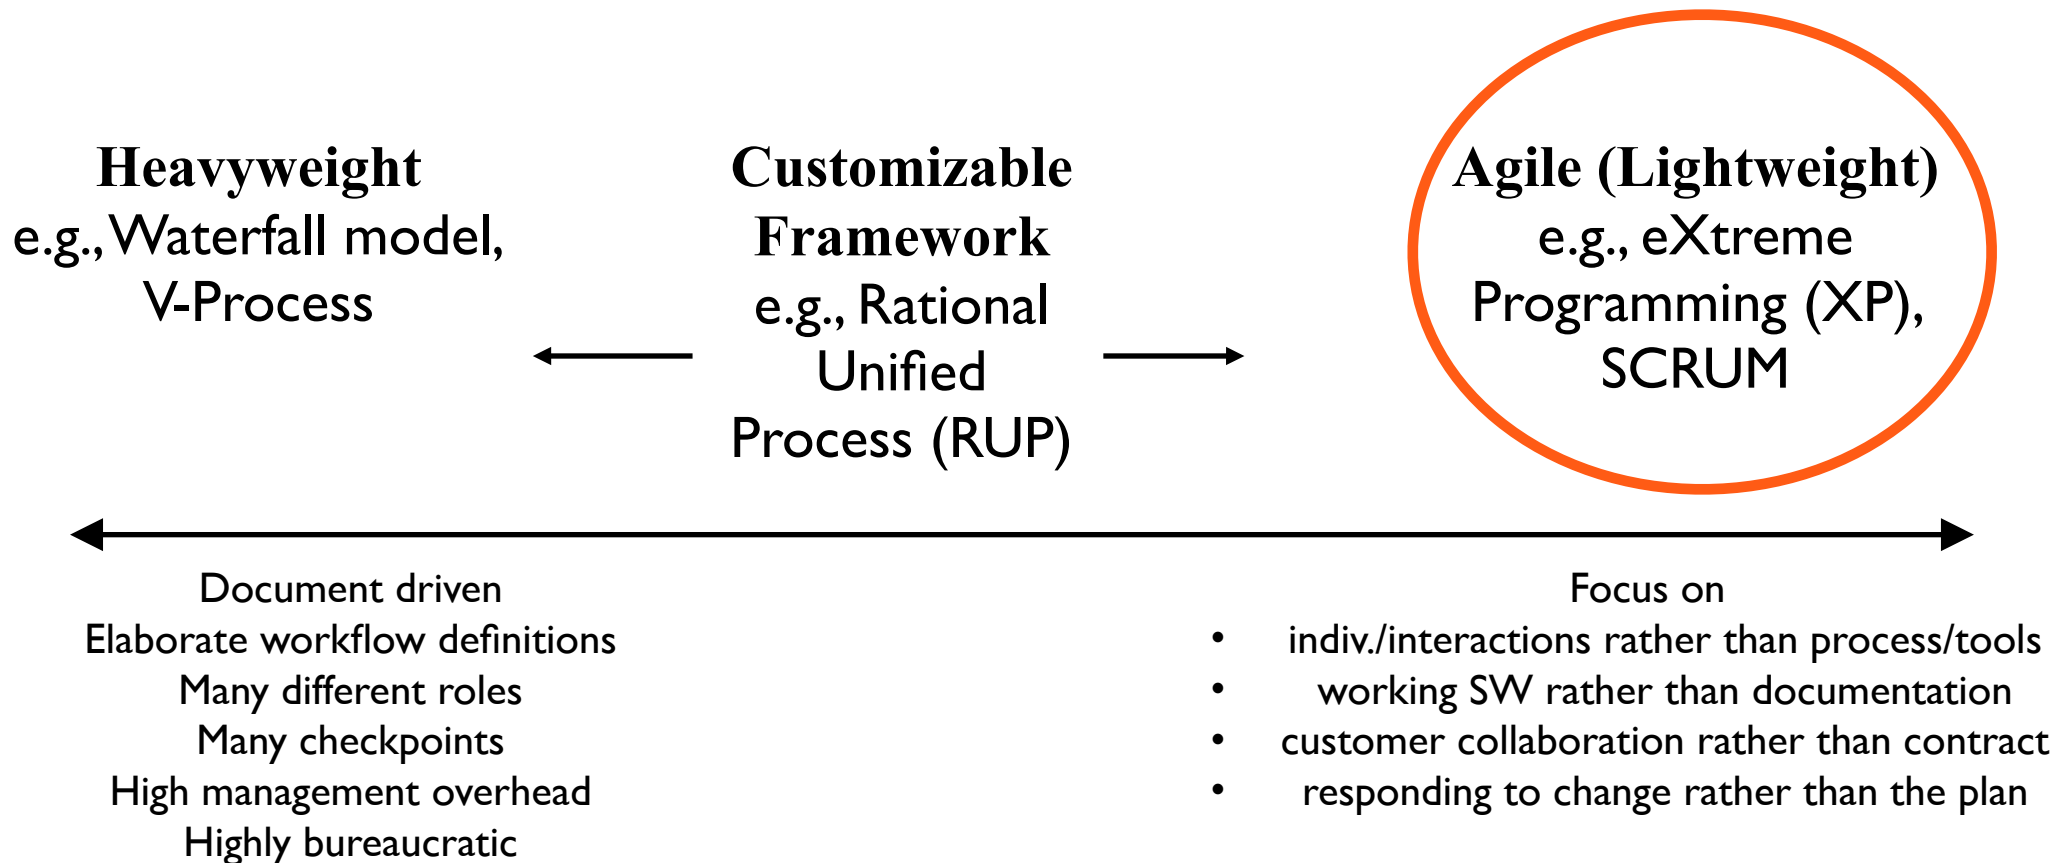 Heavyweight
e.g., Waterfall model,
V-Process
Customizable
Framework
e.g., Rational
Unified
Process (RUP)
Agile (Lightweight)
e.g., eXtreme
Programming (XP),
SCRUM
Document driven
Elaborate workflow definitions
Many different roles
Many checkpoints
High management overhead
Highly bureaucratic
Focus on
• indiv./interactions rather than process/tools
• working SW rather than documentation
• customer collaboration rather than contract
• responding to change rather than the plan